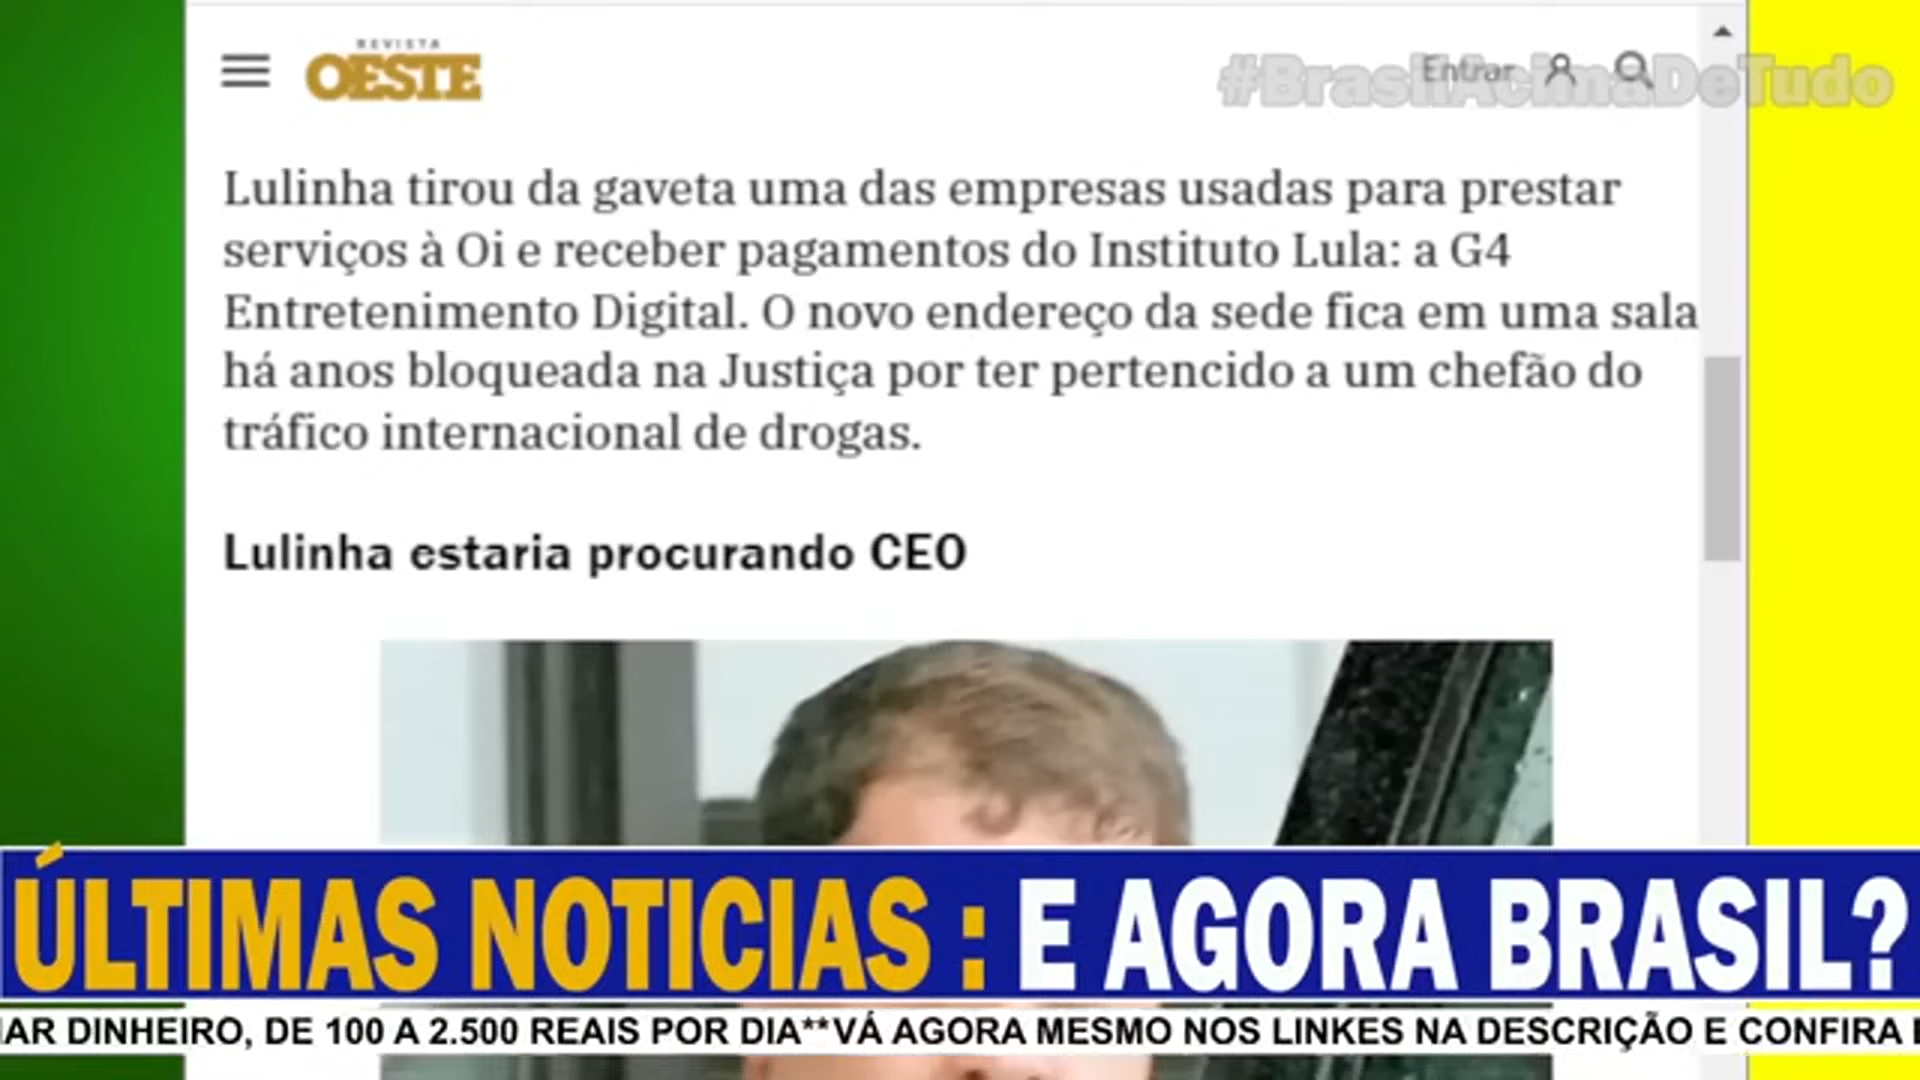 REVISTA
OESTE
Entrar
#BrasilAcimaDeTudo
Lulinha tirou da gaveta uma das empresas usadas para prestar
serviços à Oi e receber pagamentos do Instituto Lula: a G4
Entretenimento Digital. O novo endereço da sede fica em uma sala
há anos bloqueada na Justiça por ter pertencido a um chefão do
tráfico internacional de drogas.
Lulinha estaria procurando CEO
ÚLTIMAS NOTICIAS : E AGORA BRASIL?
DINHEIRO, DE 100 A 2.500 REAIS POR DIA**VÁ AGORA MESMO NOS LINKES NA DESCRIÇÃO E CONFIRA